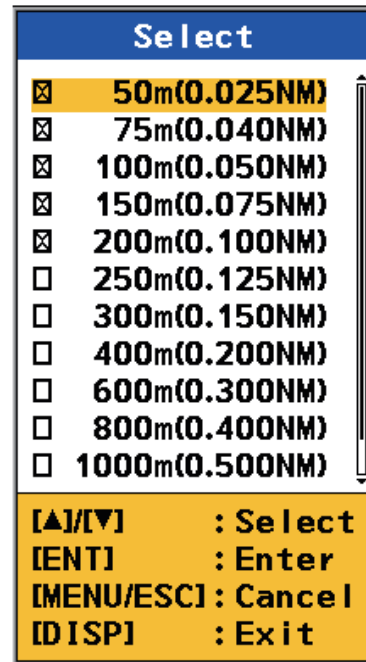 Select
☒ 50m(0.025NM)
☒ 75m(0.040NM)
☒ 100m(0.050NM)
☒ 150m(0.075NM)
☒ 200m(0.100NM)
☐ 250m(0.125NM)
☐ 300m(0.150NM)
☐ 400m(0.200NM)
☐ 600m(0.300NM)
☐ 800m(0.400NM)
☐ 1000m(0.500NM)
[▲]/[▼] :Select
[ENT] :Enter
[MENU/ESC]:Cancel
[DISP] :Exit